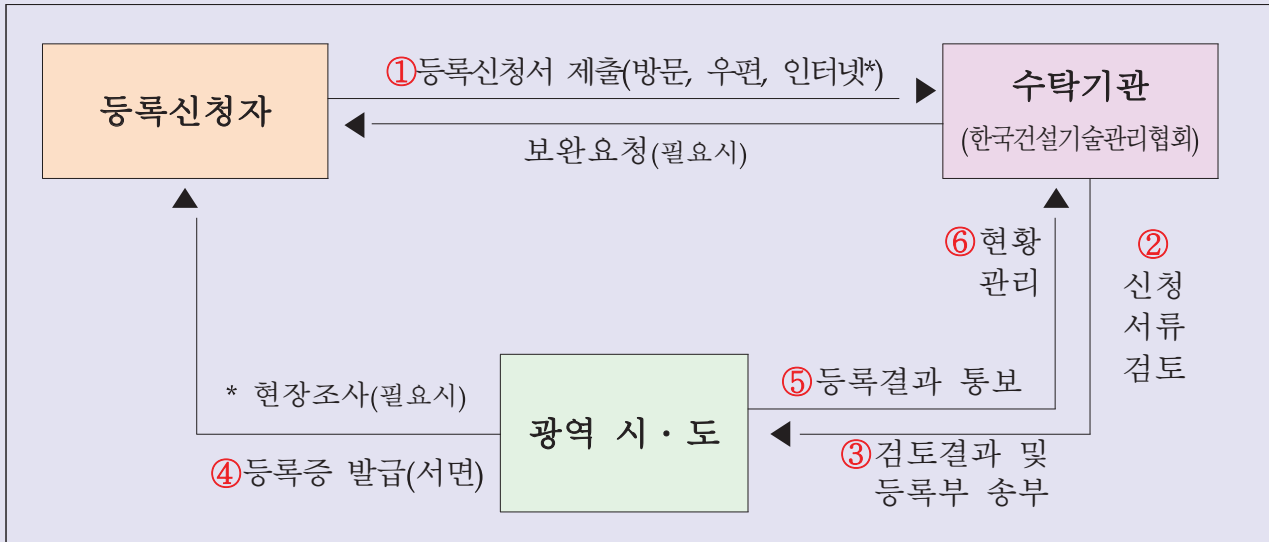 등록신청자
①등록신청서 제출(방문, 우편, 인터넷*)
보완요청(필요시)
수탁기관
(한국건설기술관리협회)
②
신청
서류
검토
⑥현황
관리
* 현장조사(필요시)
④등록증 발급(서면)
광역 시·도
⑤등록결과 통보
③검토결과 및
등록부 송부